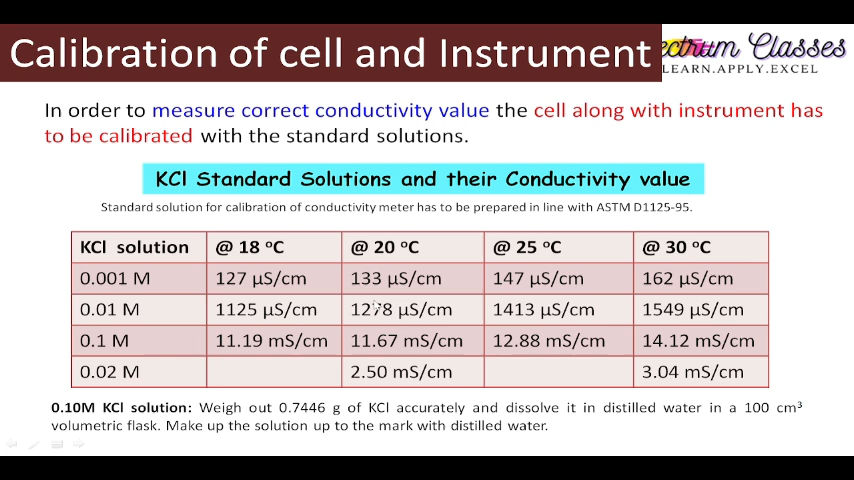 Calibration of cell and Instrument
ectrum Classes
LEARN.APPLY.EXCEL
In order to measure correct conductivity value the cell along with instrument has
to be calibrated with the standard solutions.
KCl Standard Solutions and their Conductivity value
Standard solution for calibration of conductivity meter has to be prepared in line with ASTM D1125-95.
KCl solution @ 18 °C @ 20 °C @ 25 °C @ 30 °C
0.001 M 127 µS/cm 133 µS/cm 147 µS/cm 162 µS/cm
0.01 M 1125 µS/cm 1278 µS/cm 1413 µS/cm 1549 µS/cm
0.1 M 11.19 mS/cm 11.67 mS/cm 12.88 mS/cm 14.12 mS/cm
0.02 M 2.50 mS/cm 3.04 mS/cm
0.10M KCl solution: Weigh out 0.7446 g of KCl accurately and dissolve it in distilled water in a 100 cm³
volumetric flask. Make up the solution up to the mark with distilled water.